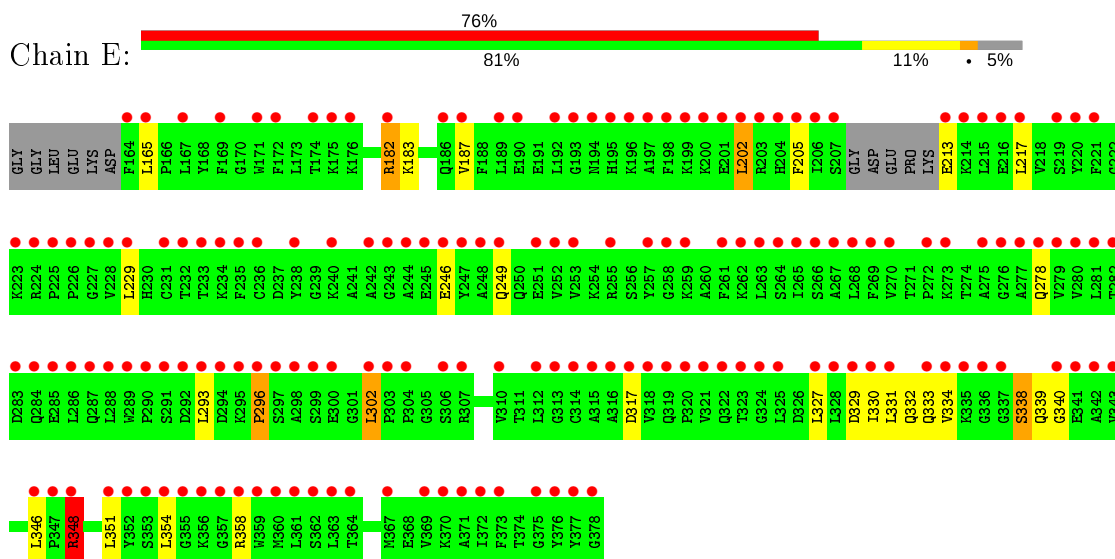 Chain E:
76%
81%
11%
•
5%
GLY GLY LEU GLU LYS ASP F164 L165 P166 L167 Y168 F169 G170 W171 F172 L173 T174 K175 K176 R182 K183 Q186 V187 F188 L189 E190 E191 L192 G193 N194 H195 K196 A197 F198 K199 K200 E201 L202 R203 H204 F205 I206 S207 GLY ASP GLU PRO LYS E213 K214 L215 E216 L217 V218 S219 Y220 F221 G222
K223 R224 P225 P226 G227 V228 L229 H230 C231 T232 T233 K234 F235 C236 D237 Y238 G239 K240 A241 A242 G243 A244 E245 E246 Y247 A248 Q249 Q250 E251 V252 V253 K254 R255 S256 Y257 G258 K259 A260 F261 K262 L263 S264 I265 S266 A267 L268 F269 V270 T271 P272 K273 T274 A275 G276 A277 Q278 V279 V280 L281 T282
D283 Q284 E285 L286 Q287 L288 W289 P290 S291 D292 L293 D294 K295 P296 S297 A298 S299 E300 G301 L302 P303 P304 G305 S306 R307 V310 T311 L312 G313 C314 A315 A316 D317 V318 Q319 P320 V321 Q322 T323 G324 L325 D326 L327 L328 D329 I330 L331 Q332 Q333 V334 K335 G336 G337 S338 Q339 G340 E341 A342 V343
L346 P347 R348 L351 Y352 S353 L354 G355 K356 G357 R358 W359 M360 L361 S362 L363 T364 M367 E368 V369 K370 A371 I372 F373 T374 G375 Y376 Y377 G378